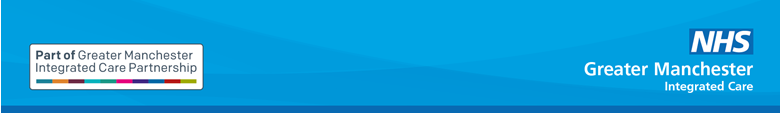 Part of Greater Manchester
Integrated Care Partnership
NHS
Greater Manchester
Integrated Care